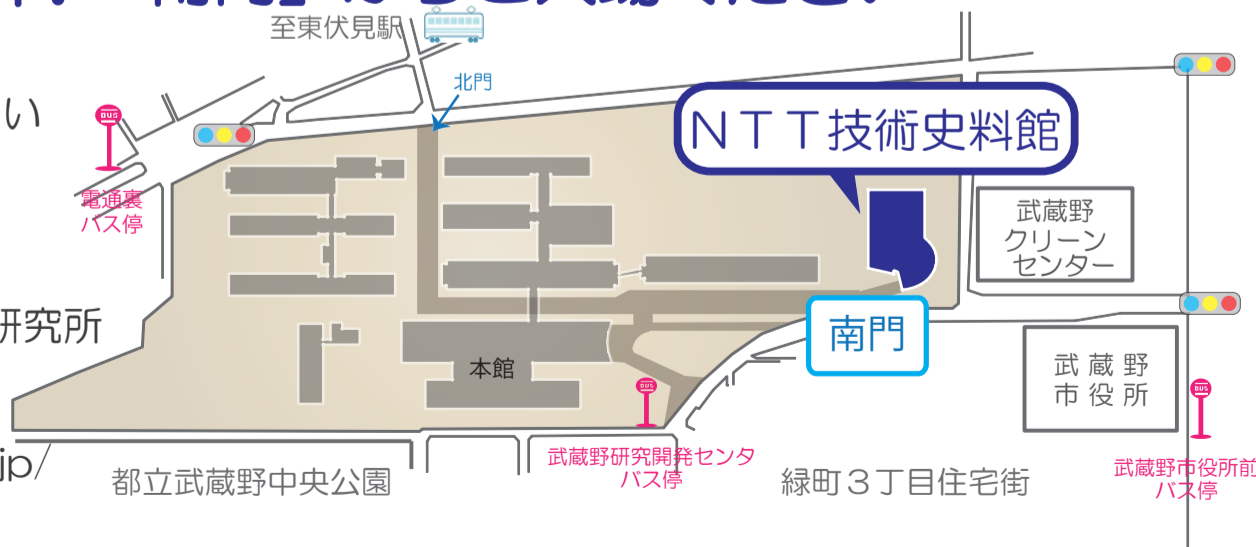 至東伏見駅
北門
い
BUS
電通裏
バス停
NTT技術史料館
武蔵野
クリーン
センター
研究所
南門
本館
武蔵野
市役所
BUS
BUS
jp/
都立武蔵野中央公園
武蔵野研究開発センタ
バス停
緑町3丁目住宅街
武蔵野市役所前
バス停